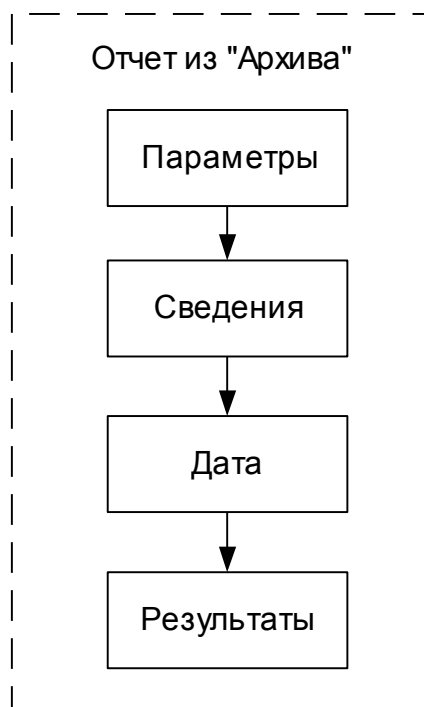 Отчет из "Архива"
Параметры
Сведения
Дата
Результаты